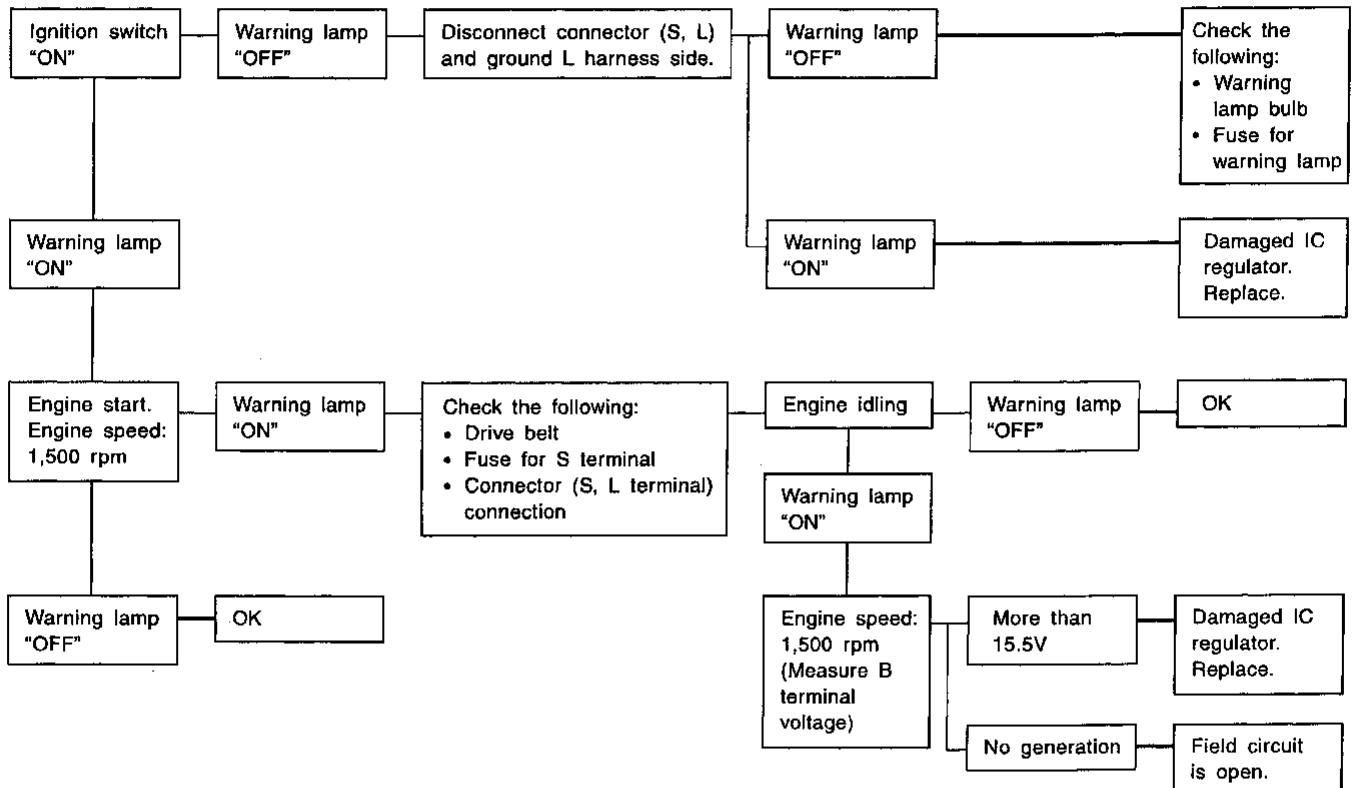 Ignition switch
“ON”
Warning lamp
“OFF”
Disconnect connector (S, L)
and ground L harness side.
Warning lamp
“OFF”
Check the
following:
• Warning
lamp bulb
• Fuse for
warning lamp
Warning lamp
“ON”
Warning lamp
“ON”
Damaged IC
regulator.
Replace.
Engine start.
Engine speed:
1,500 rpm
Warning lamp
“ON”
Check the following:
• Drive belt
• Fuse for S terminal
• Connector (S, L terminal)
connection
Engine idling
Warning lamp
“OFF”
OK
Warning lamp
“ON”
Warning lamp
“OFF”
OK
Engine speed:
1,500 rpm
(Measure B
terminal
voltage)
More than
15.5V
Damaged IC
regulator.
Replace.
No generation
Field circuit
is open.